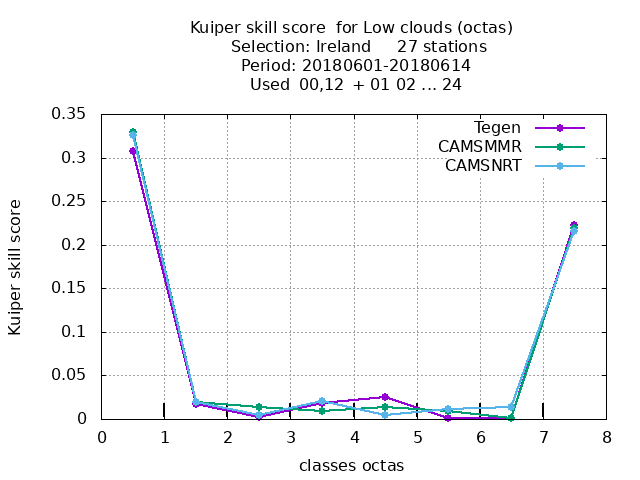 Kuiper skill score  for Low clouds (octas)
Selection: Ireland     27 stations
Period: 20180601-20180614
Used  00,12  + 01 02 ... 24
Tegen
CAMSMMR
CAMSNRT
0.35
0.3
0.25
0.2
0.15
0.1
0.05
0
Kuiper skill score
0 1 2 3 4 5 6 7 8
classes octas